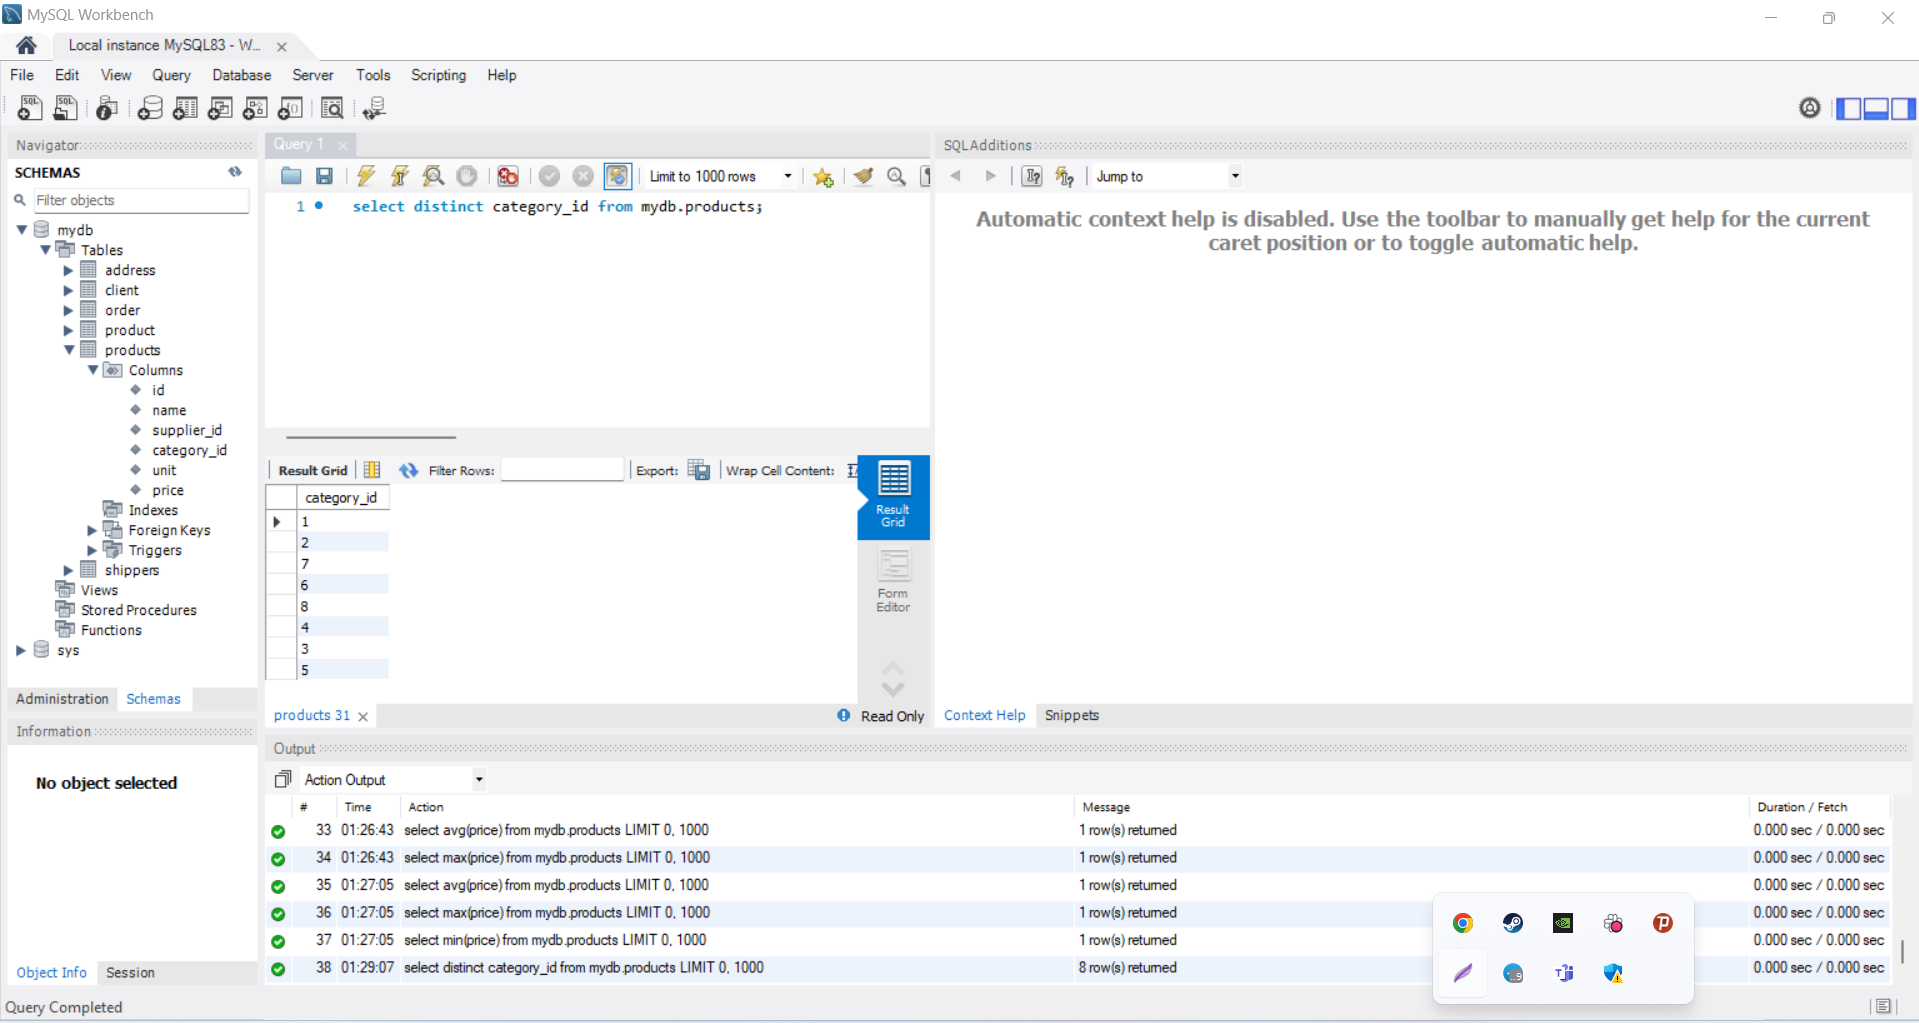 MySQL Workbench
Local instance MySQL83 - W...
File Edit View Query Database Server Tools Scripting Help
Navigator
SCHEMAS
Filter objects
mydb
Tables
address
client
order
product
products
Columns
id
name
supplier_id
category_id
unit
price
Indexes
Foreign Keys
Triggers
shippers
Views
Stored Procedures
Functions
sys
Administration Schemas
Information
No object selected
Object Info Session
Query 1
Limit to 1000 rows
1 select distinct category_id from mydb.products;
Result Grid Filter Rows: Export: Wrap Cell Content:
category_id
1
2
7
6
8
4
3
5
Result
Grid
Form
Editor
products 31
Read Only
SQLAdditions
Jump to
Automatic context help is disabled. Use the toolbar to manually get help for the current
caret position or to toggle automatic help.
Context Help Snippets
Output
Action Output
# Time Action Message Duration / Fetch
33 01:26:43 select avg(price) from mydb.products LIMIT 0, 1000 1 row(s) returned 0.000 sec / 0.000 sec
34 01:26:43 select max(price) from mydb.products LIMIT 0, 1000 1 row(s) returned 0.000 sec / 0.000 sec
35 01:27:05 select avg(price) from mydb.products LIMIT 0, 1000 1 row(s) returned 0.000 sec / 0.000 sec
36 01:27:05 select max(price) from mydb.products LIMIT 0, 1000 1 row(s) returned 0.000 sec / 0.000 sec
37 01:27:05 select min(price) from mydb.products LIMIT 0, 1000 1 row(s) returned 0.000 sec / 0.000 sec
38 01:29:07 select distinct category_id from mydb.products LIMIT 0, 1000 8 row(s) returned 0.000 sec / 0.000 sec
Query Completed